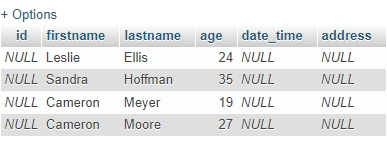 + Options
id firstname lastname age date_time address
NULL Leslie Ellis 24 NULL NULL
NULL Sandra Hoffman 35 NULL NULL
NULL Cameron Meyer 19 NULL NULL
NULL Cameron Moore 27 NULL NULL